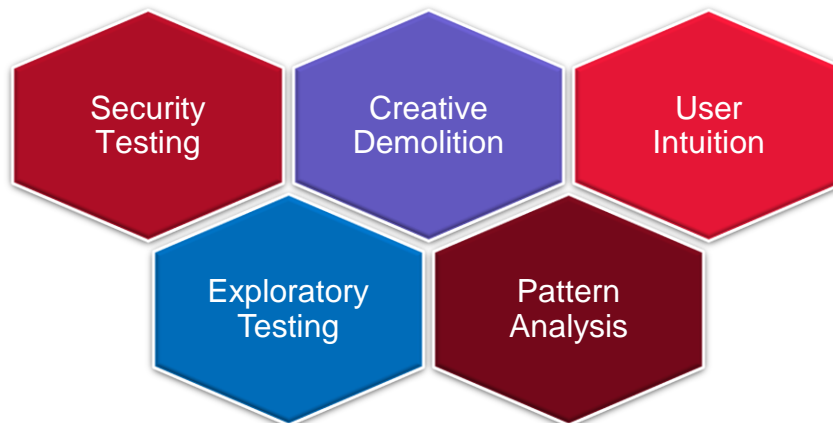 Security
Testing
Creative
Demolition
User
Intuition
Exploratory
Testing
Pattern
Analysis